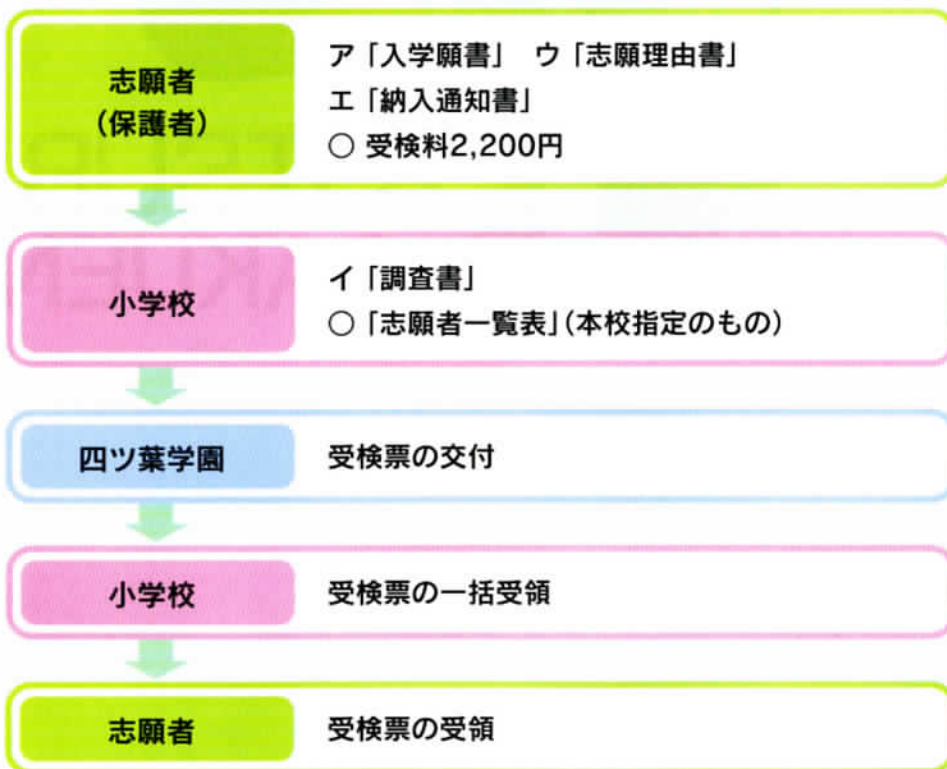 志願者
（保護者）
ア「入学願書」　ウ「志願理由書」
エ「納入通知書」
○ 受検料2,200円
小学校
イ「調査書」
○「志願者一覧表」（本校指定のもの）
四ツ葉学園
受検票の交付
小学校
受検票の一括受領
志願者
受検票の受領